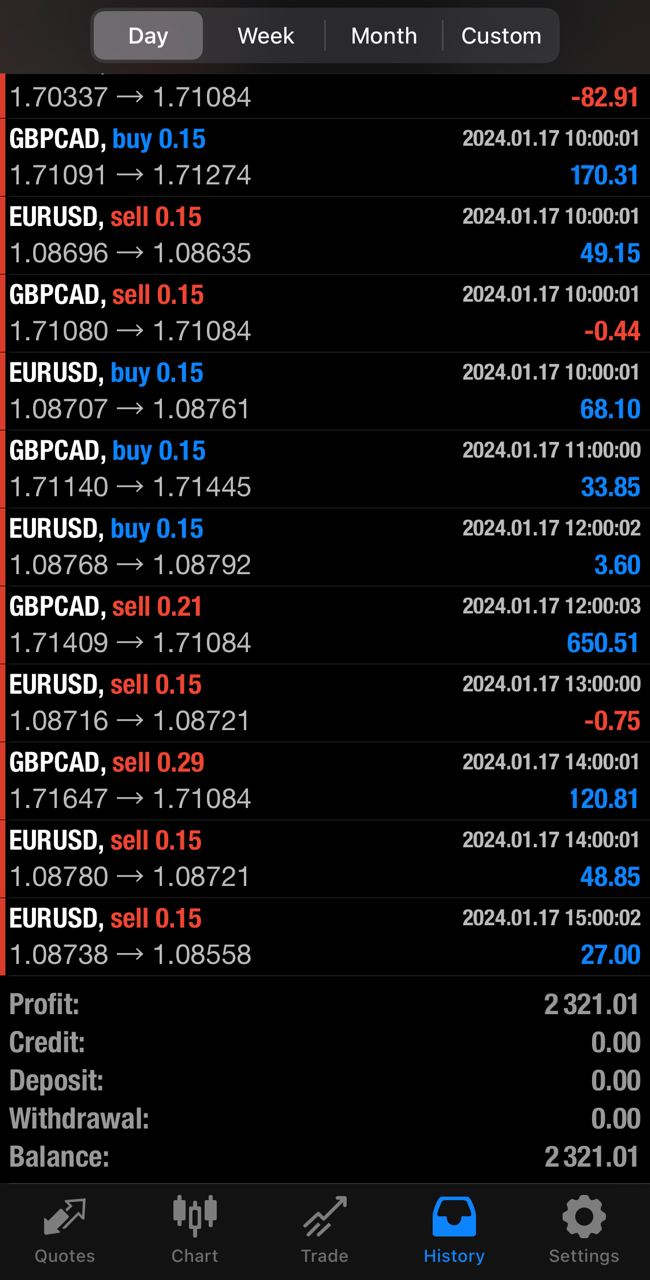 Day Week Month Custom
1.70337 → 1.71084 -82.91
GBPCAD, buy 0.15 2024.01.17 10:00:01
1.71091 → 1.71274 170.31
EURUSD, sell 0.15 2024.01.17 10:00:01
1.08696 → 1.08635 49.15
GBPCAD, sell 0.15 2024.01.17 10:00:01
1.71080 → 1.71084 -0.44
EURUSD, buy 0.15 2024.01.17 10:00:01
1.08707 → 1.08761 68.10
GBPCAD, buy 0.15 2024.01.17 11:00:00
1.71140 → 1.71445 33.85
EURUSD, buy 0.15 2024.01.17 12:00:02
1.08768 → 1.08792 3.60
GBPCAD, sell 0.21 2024.01.17 12:00:03
1.71409 → 1.71084 650.51
EURUSD, sell 0.15 2024.01.17 13:00:00
1.08716 → 1.08721 -0.75
GBPCAD, sell 0.29 2024.01.17 14:00:01
1.71647 → 1.71084 120.81
EURUSD, sell 0.15 2024.01.17 14:00:01
1.08780 → 1.08721 48.85
EURUSD, sell 0.15 2024.01.17 15:00:02
1.08738 → 1.08558 27.00
Profit: 2 321.01
Credit: 0.00
Deposit: 0.00
Withdrawal: 0.00
Balance: 2 321.01
Quotes Chart Trade History Settings